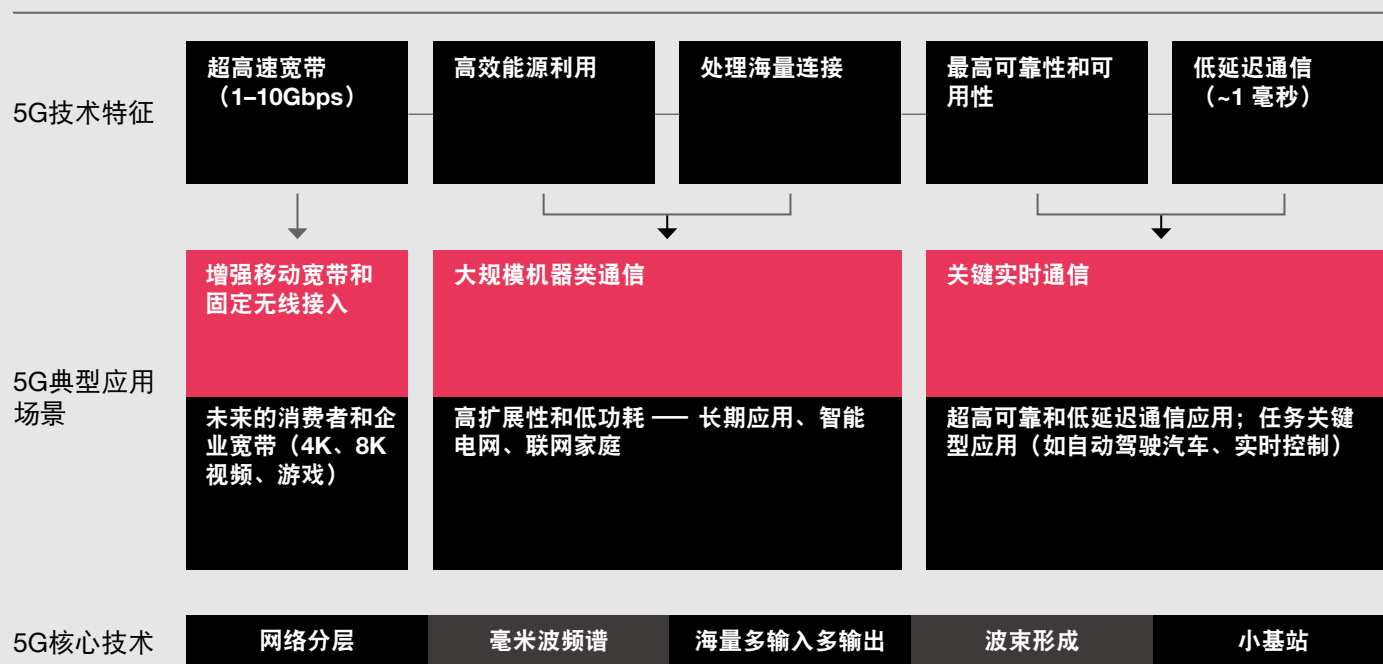 5G技术特征
超高速宽带
（1–10Gbps）
高效能源利用
处理海量连接
最高可靠性和可
用性
低延迟通信
（~1 毫秒）
5G典型应用
场景
增强移动宽带和
固定无线接入
大规模机器类通信
关键实时通信
未来的消费者和企
业宽带（4K、8K
视频、游戏）
高扩展性和低功耗 —— 长期应用、智能
电网、联网家庭
超高可靠和低延迟通信应用；任务关键
型应用（如自动驾驶汽车、实时控制）
5G核心技术
网络分层
毫米波频谱
海量多输入多输出
波束形成
小基站